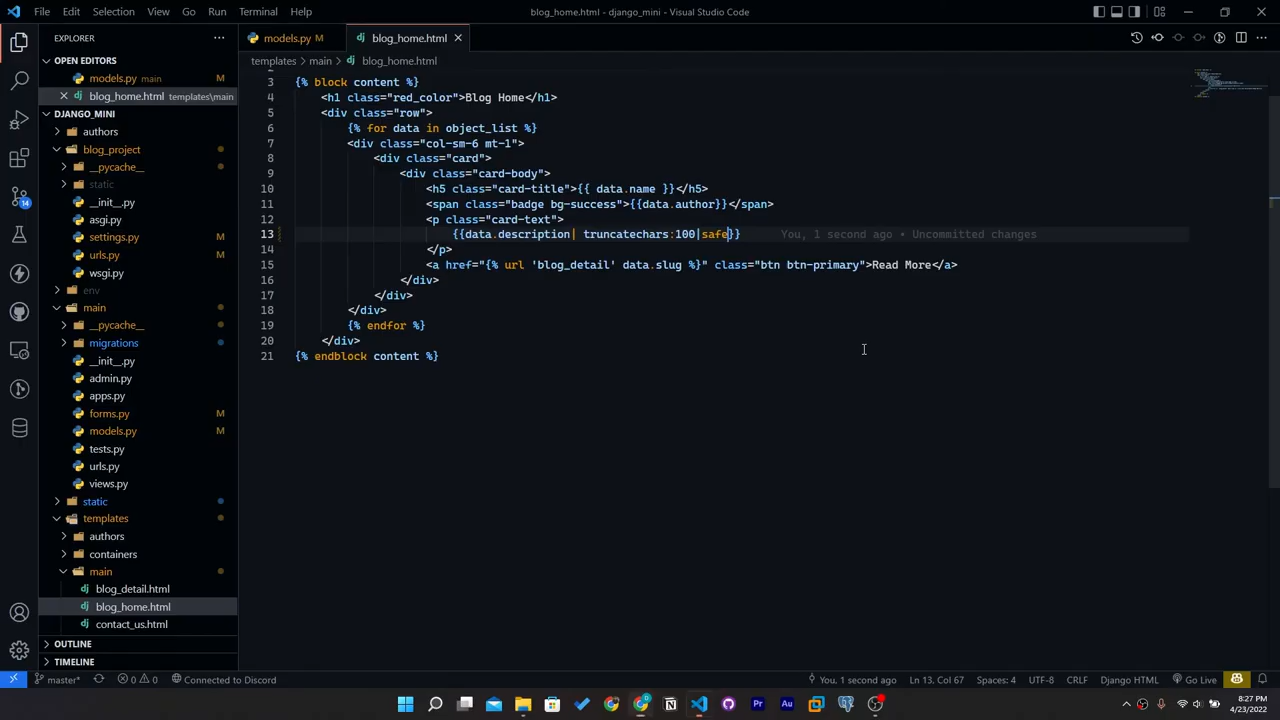 File Edit Selection View Go Run Terminal Help
blog_home.html - django_mini - Visual Studio Code
EXPLORER
OPEN EDITORS
models.py main M
blog_home.html templates\main
DJANGO_MINI
authors
blog_project
__pycache__
static
__init__.py
asgi.py
settings.py M
urls.py M
wsgi.py
env
main
__pycache__
migrations
__init__.py
admin.py
apps.py
forms.py M
models.py M
tests.py
urls.py
views.py
static
templates
authors
containers
main
blog_detail.html
blog_home.html
contact_us.html
OUTLINE
TIMELINE
14
models.py M
blog_home.html
templates > main > blog_home.html
3 {% block content %}
4 <h1 class="red_color">Blog Home</h1>
5 <div class="row">
6 {% for data in object_list %}
7 <div class="col-sm-6 mt-1">
8 <div class="card">
9 <div class="card-body">
10 <h5 class="card-title">{{ data.name }}</h5>
11 <span class="badge bg-success">{{data.author}}</span>
12 <p class="card-text">
13 {{data.description| truncatechars:100|safe}} You, 1 second ago • Uncommitted changes
14 </p>
15 <a href="{% url 'blog_detail' data.slug %}" class="btn btn-primary">Read More</a>
16 </div>
17 </div>
18 </div>
19 {% endfor %}
20 </div>
21 {% endblock content %}
master* 0 0 Connected to Discord
You, 1 second ago Ln 13, Col 67 Spaces: 4 UTF-8 CRLF Django HTML Go Live
8:27 PM
4/23/2022